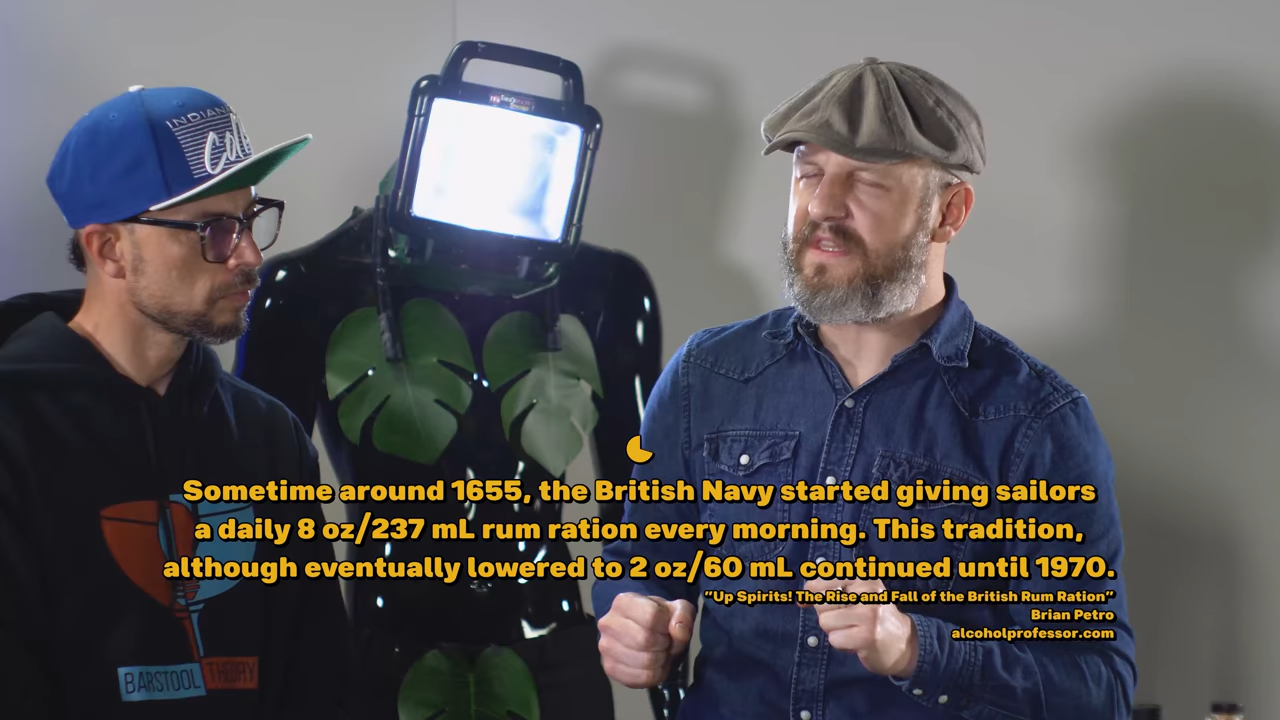 INDIANA
Colts
Sometime around 1655, the British Navy started giving sailors
a daily 8 oz/237 mL rum ration every morning. This tradition,
although eventually lowered to 2 oz/60 mL continued until 1970.
"Up Spirits! The Rise and Fall of the British Rum Ration"
Brian Petro
alcoholprofessor.com
BARSTOOL THEORY